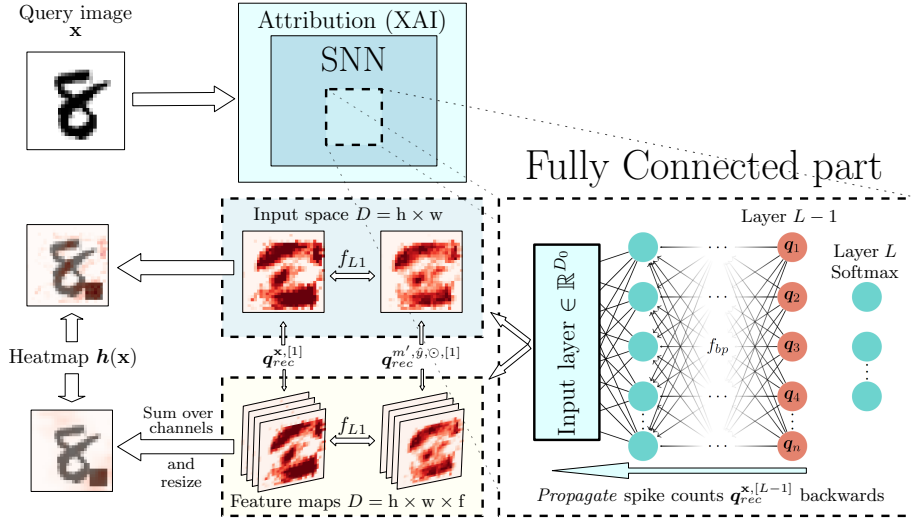 Query image
x
Attribution (XAI)
SNN
Fully Connected part
Input space D = h × w
f_{L1}
q_{rec}^{x,[1]}
q_{rec}^{m′,ŷ,⊙,[1]}
Heatmap h(x)
Sum over
channels
and
resize
f_{L1}
Feature maps D = h × w × f
Input layer ∈ ℝ^{D_0}
Layer L − 1
Layer L
Softmax
q_1
q_2
q_3
q_4
q_n
f_{bp}
Propagate spike counts q_{rec}^{x,[L−1]} backwards